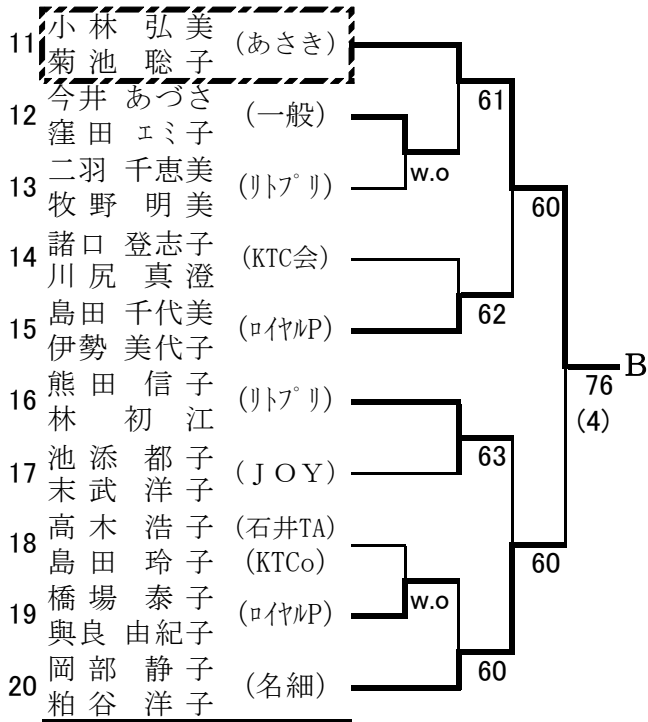 11 小林 弘美 (あさき)
菊池 聡子
61
12 今井 あづさ (一般)
窪田 エミ子
w.o
13 二羽 千恵美 (リトプリ)
牧野 明美
60
14 諸口 登志子 (KTC会)
川尻 真澄
62
15 島田 千代美 (ロイヤルP)
伊勢 美代子
B
76
(4)
16 熊田 信子 (リトプリ)
林 初江
63
17 池添 都子 (JOY)
末武 洋子
18 高木 浩子 (石井TA)
島田 玲子 (KTCo)
60
w.o
19 橋場 泰子 (ロイヤルP)
與良 由紀子
60
20 岡部 静子 (名細)
粕谷 洋子